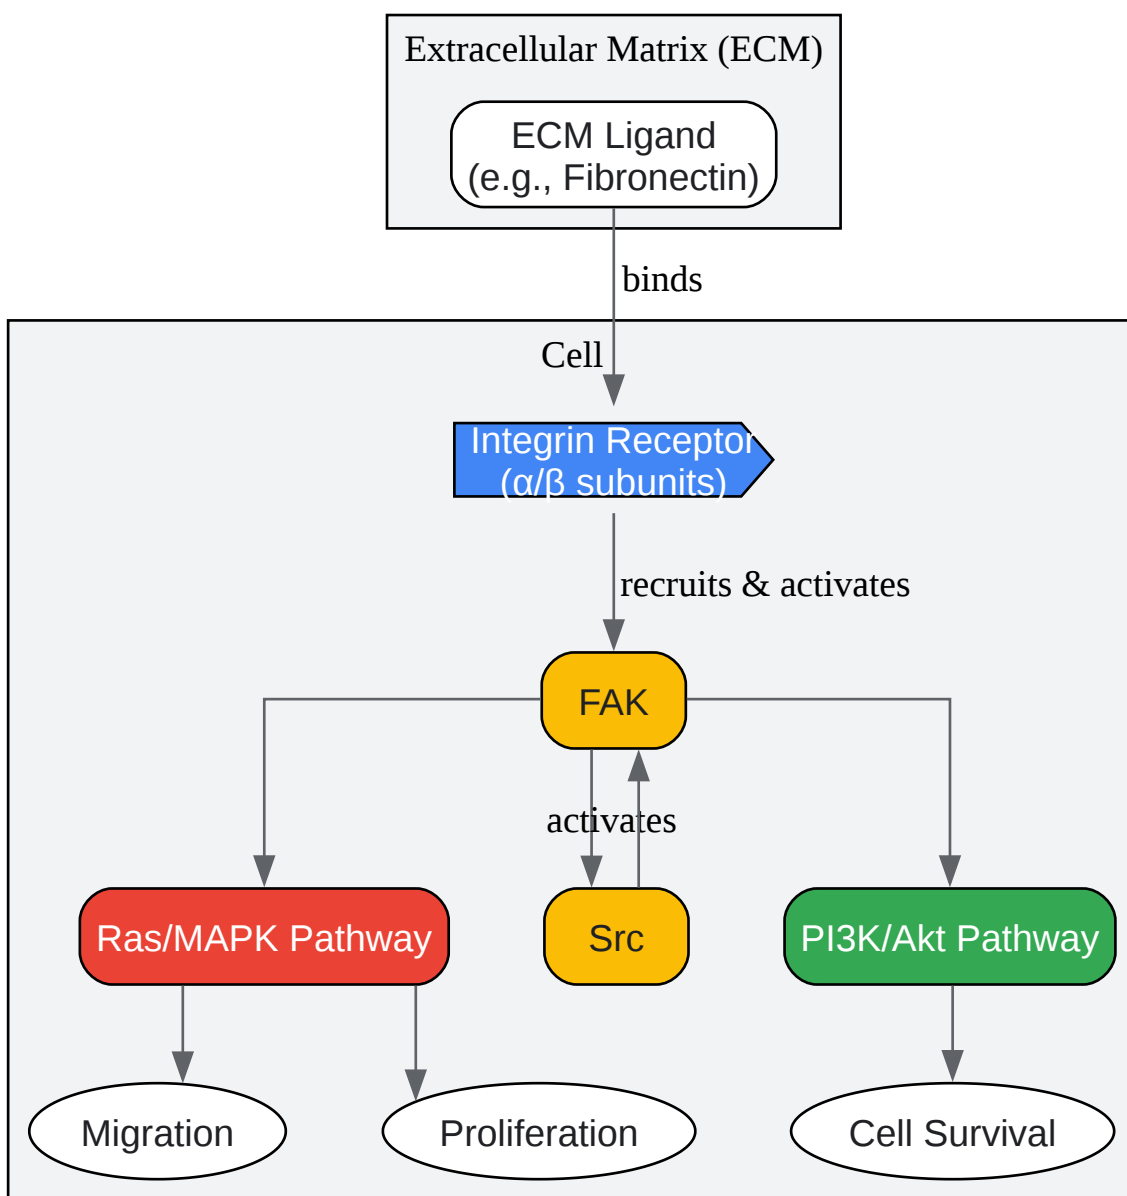 Extracellular Matrix (ECM)
ECM Ligand
(e.g., Fibronectin)
binds
Cell
Integrin Receptor
(α/β subunits)
recruits & activates
FAK
activates
Ras/MAPK Pathway
Src
PI3K/Akt Pathway
Migration
Proliferation
Cell Survival